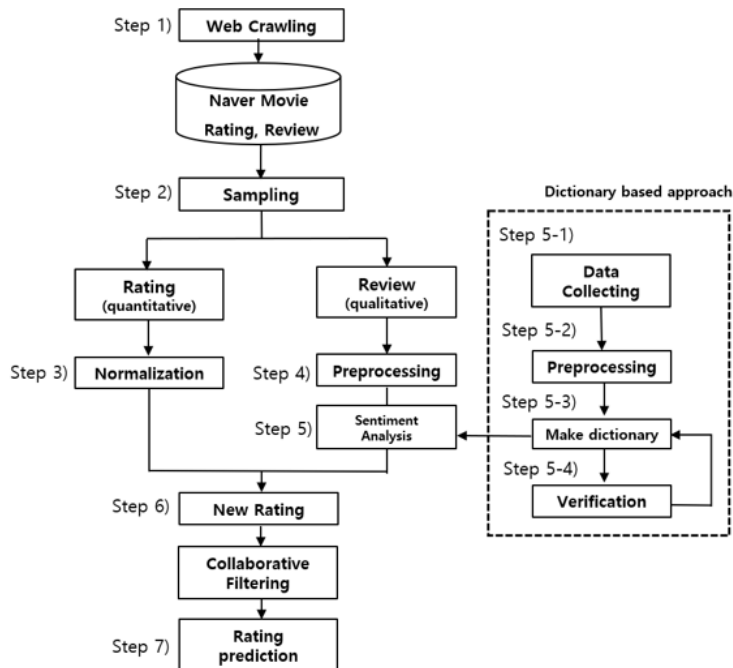 Step 1)
Web Crawling
Naver Movie
Rating, Review
Step 2)
Sampling
Rating
(quantitative)
Review
(qualitative)
Step 3)
Normalization
Step 4)
Preprocessing
Step 5)
Sentiment
Analysis
Dictionary based approach
Step 5-1)
Data
Collecting
Step 5-2)
Preprocessing
Step 5-3)
Make dictionary
Step 5-4)
Verification
Step 6)
New Rating
Collaborative
Filtering
Step 7)
Rating
prediction